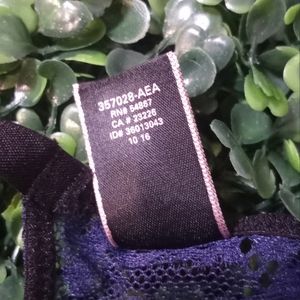 357028-AEA
RN# 54867
CA # 23226
ID# 36013043
10 16